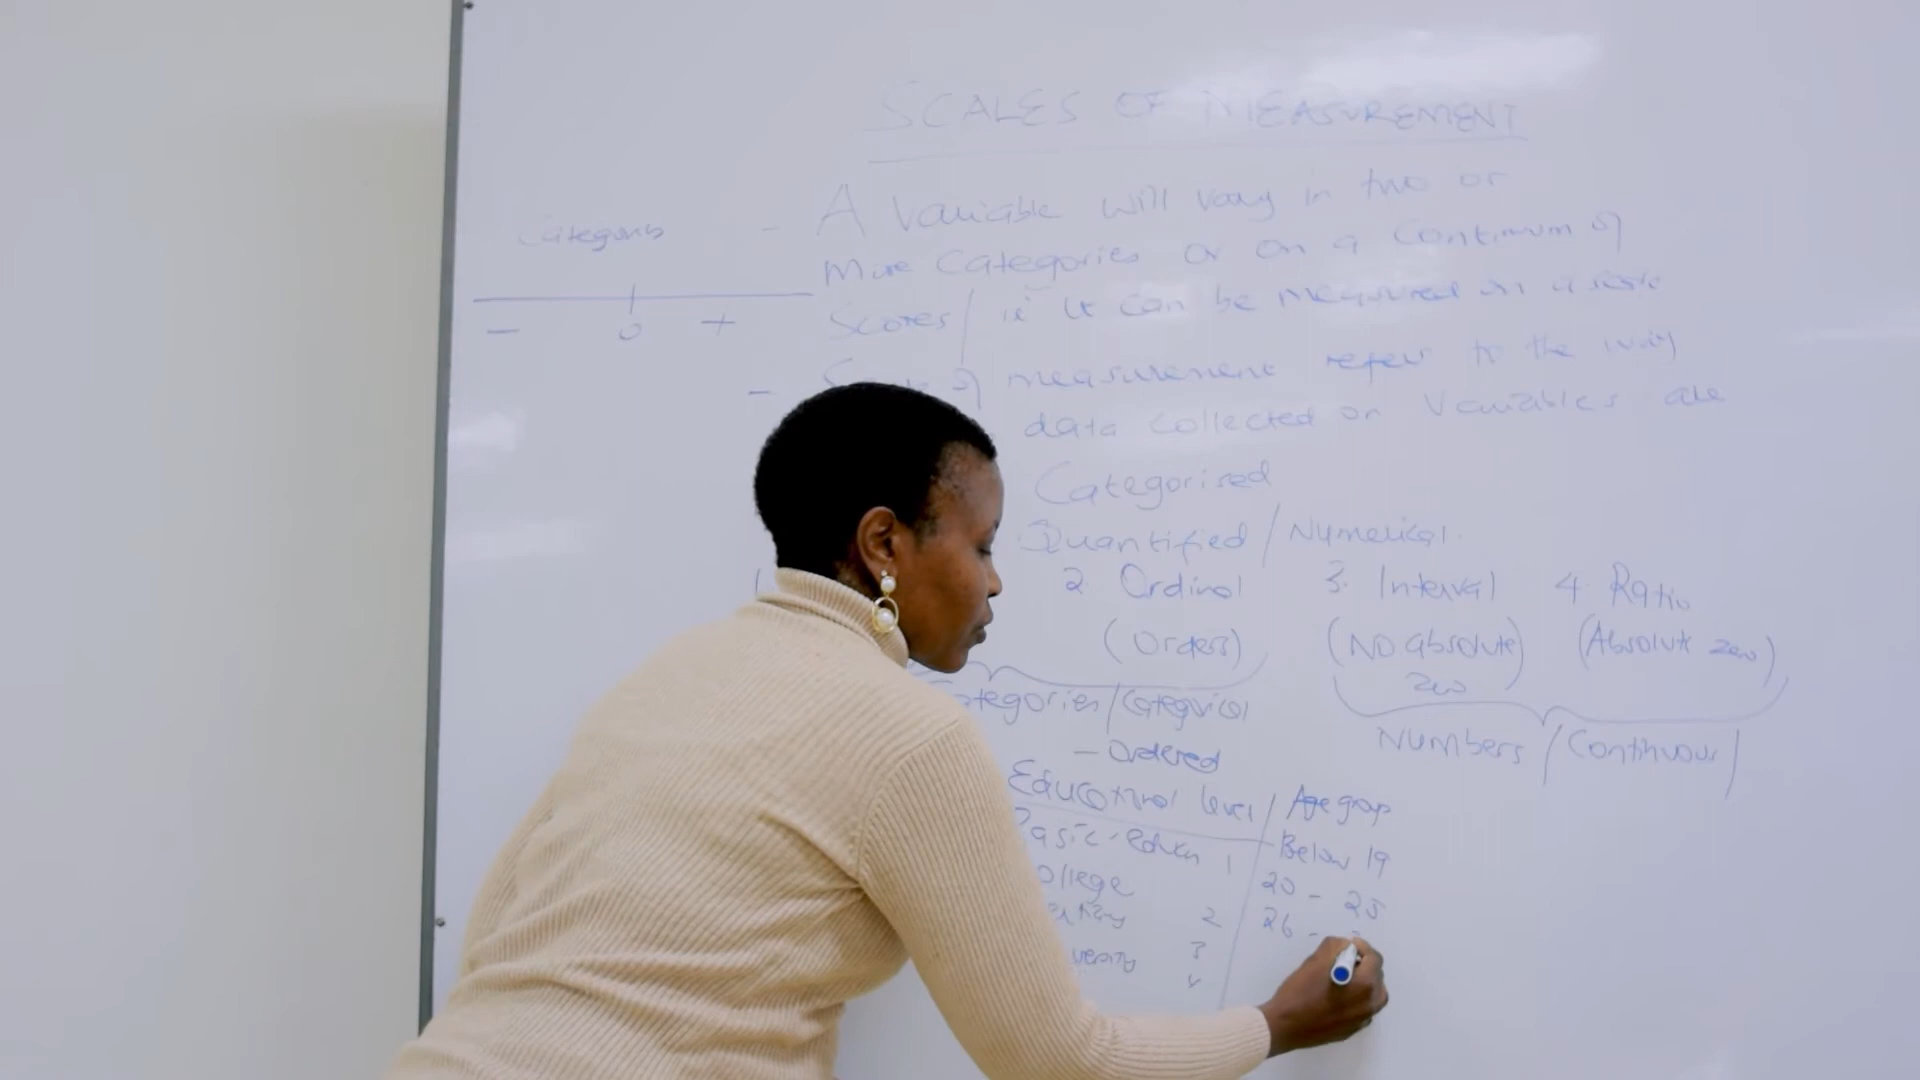 SCALES OF MEASUREMENT
Categories
- A Variable will vary in two or
More Categories or on a Continuum of
Scores / ie it can be measured on a scale
- 0 +
- of measurement refer to the way
data collected on Variables are
Categorised
Quantified / Numerical
2 Ordinal 3. Interval 4 Ratio
(Orders) (No absolute Zero) (Absolute zero)
Categories / Categorical
Numbers / Continuous
- Ordered
Educational level / Age group
Basic Educn 1 Below 19
College 2 20 - 25
3 26 -
4